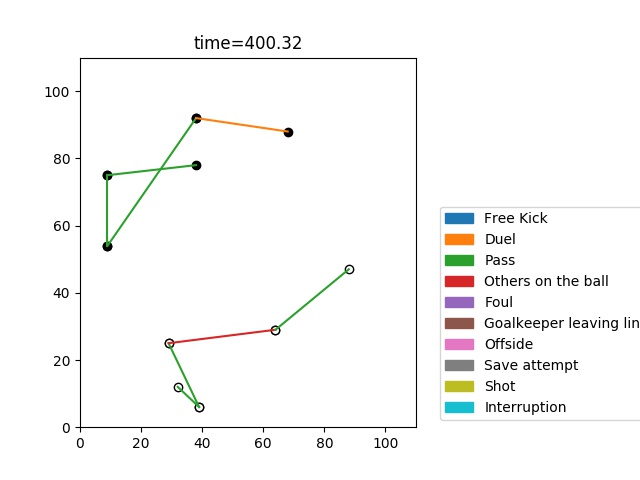 time=400.32
100
80
60
40
20
0
0 20 40 60 80 100
Free Kick
Duel
Pass
Others on the ball
Foul
Goalkeeper leaving lin
Offside
Save attempt
Shot
Interruption